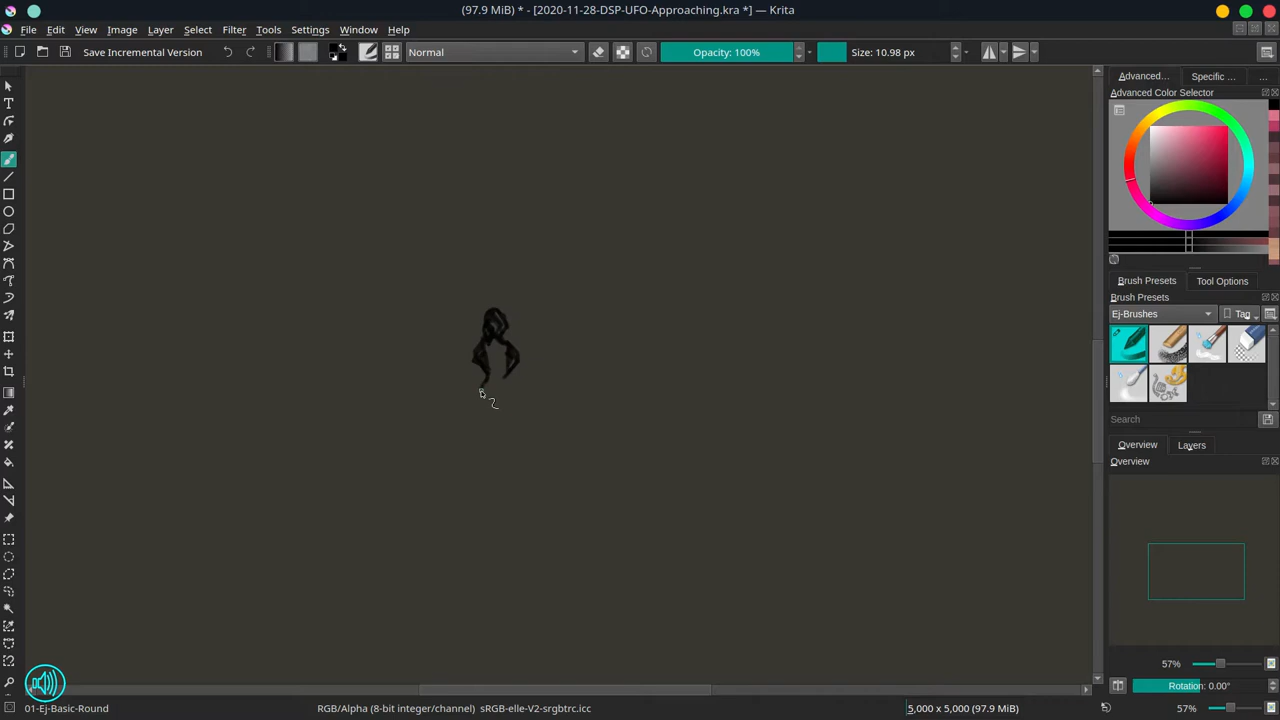 (97.9 MiB) * - [2020-11-28-DSP-UFO-Approaching.kra *] — Krita
File Edit View Image Layer Select Filter Tools Settings Window Help
Save Incremental Version Normal Opacity: 100% Size: 10.98 px
Advanced... Specific ... ...
Advanced Color Selector
Brush Presets Tool Options
Brush Presets
Ej-Brushes Tag
Search
Overview Layers
Overview
57%
Rotation: 0.00°
01-Ej-Basic-Round RGB/Alpha (8-bit integer/channel) sRGB-elle-V2-srgbtrc.icc 5,000 x 5,000 (97.9 MiB) 57%